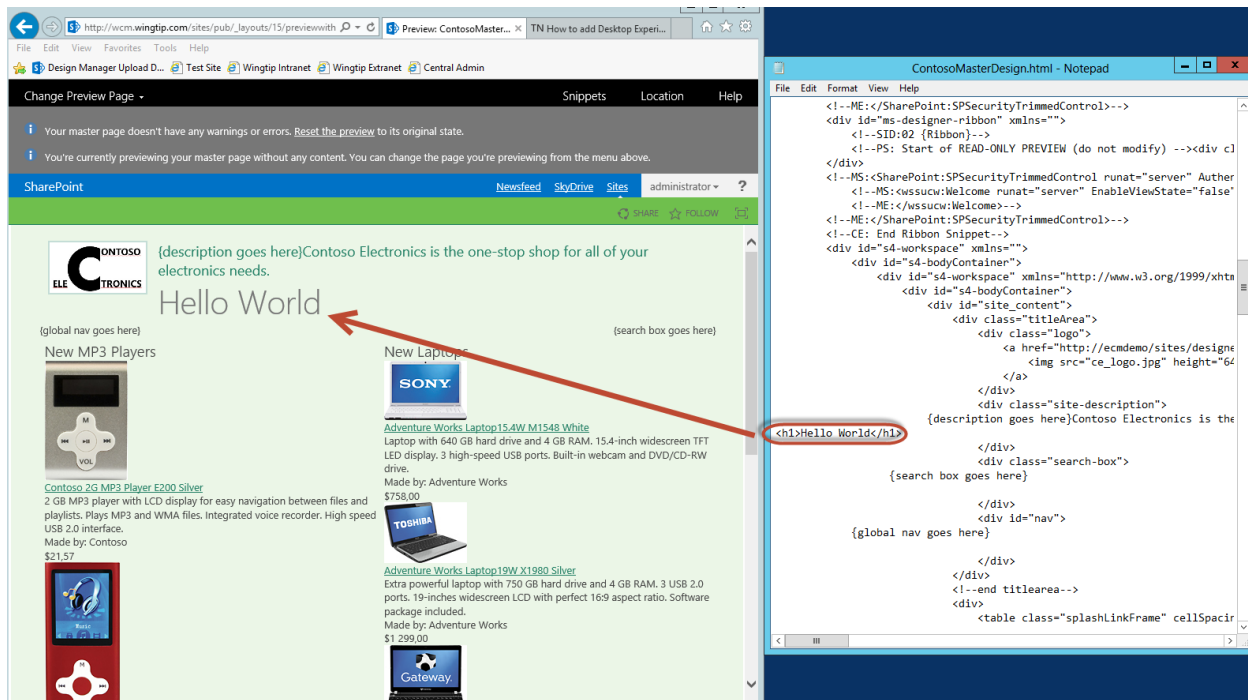 http://wcm.wingtip.com/sites/pub/_layouts/15/previewwith
Preview: ContosoMaster...
TN How to add Desktop Experi...
File Edit View Favorites Tools Help
Design Manager Upload D... Test Site Wingtip Intranet Wingtip Extranet Central Admin
Change Preview Page
Snippets Location Help
Your master page doesn't have any warnings or errors. Reset the preview to its original state.
You're currently previewing your master page without any content. You can change the page you're previewing from the menu above.
SharePoint
Newsfeed SkyDrive Sites administrator ?
SHARE FOLLOW
CONTOSO
ELECTRONICS
{description goes here}Contoso Electronics is the one-stop shop for all of your
electronics needs.
Hello World
{global nav goes here}
{search box goes here}
New MP3 Players
M
VOL
Contoso 2G MP3 Player E200 Silver
2 GB MP3 player with LCD display for easy navigation between files and
playlists. Plays MP3 and WMA files. Integrated voice recorder. High speed
USB 2.0 interface.
Made by: Contoso
$21,57
Music
M
New Laptops
SONY
Adventure Works Laptop15.4W M1548 White
Laptop with 640 GB hard drive and 4 GB RAM. 15.4-inch widescreen TFT
LED display. 3 high-speed USB ports. Built-in webcam and DVD/CD-RW
drive.
Made by: Adventure Works
$758,00
TOSHIBA
Adventure Works Laptop19W X1980 Silver
Extra powerful laptop with 750 GB hard drive and 4 GB RAM. 3 USB 2.0
ports. 19-inches widescreen LCD with perfect 16:9 aspect ratio. Software
package included.
Made by: Adventure Works
$1 299,00
Gateway
ContosoMasterDesign.html - Notepad
File Edit Format View Help
<!--ME:</SharePoint:SPSecurityTrimmedControl>-->
<div id="ms-designer-ribbon" xmlns="">
<!--SID:02 {Ribbon}-->
<!--PS: Start of READ-ONLY PREVIEW (do not modify) --><div cl
</div>
<!--MS:<SharePoint:SPSecurityTrimmedControl runat="server" Authen
<!--MS:<wssucw:Welcome runat="server" EnableViewState="false"
<!--ME:</wssucw:Welcome>-->
<!--ME:</SharePoint:SPSecurityTrimmedControl>-->
<!--CE: End Ribbon Snippet-->
<div id="s4-workspace" xmlns="">
<div id="s4-bodyContainer">
<div id="s4-workspace" xmlns="http://www.w3.org/1999/xhtm
<div id="s4-bodyContainer">
<div id="site_content">
<div class="titleArea">
<div class="logo">
<a href="http://ecmdemo/sites/designe
<img src="ce_logo.jpg" height="64
</a>
</div>
<div class="site-description">
{description goes here}Contoso Electronics is the
<h1>Hello World</h1>
</div>
<div class="search-box">
{search box goes here}
</div>
<div id="nav">
{global nav goes here}
</div>
</div>
<!--end titlearea-->
<div>
<table class="splashLinkFrame" cellSpacin